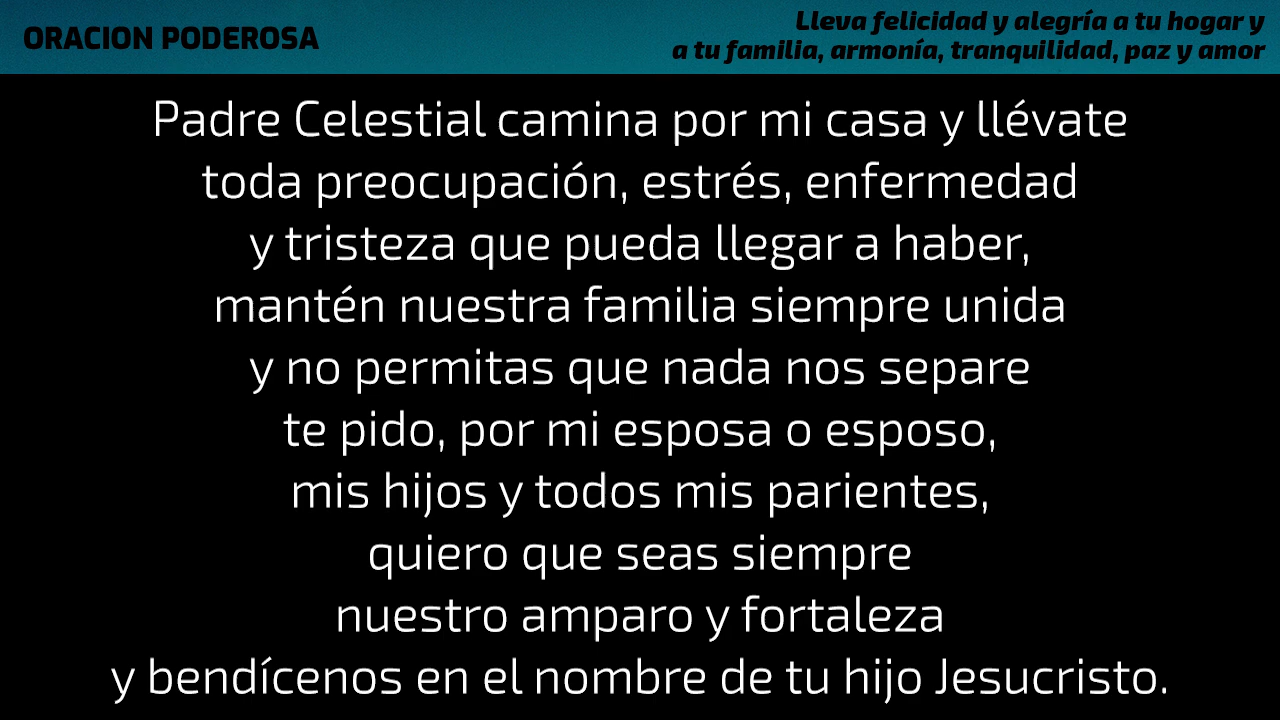 ORACION PODEROSA
Lleva felicidad y alegría a tu hogar y
a tu familia, armonía, tranquilidad, paz y amor
Padre Celestial camina por mi casa y llévate
toda preocupación, estrés, enfermedad
y tristeza que pueda llegar a haber,
mantén nuestra familia siempre unida
y no permitas que nada nos separe
te pido, por mi esposa o esposo,
mis hijos y todos mis parientes,
quiero que seas siempre
nuestro amparo y fortaleza
y bendícenos en el nombre de tu hijo Jesucristo.